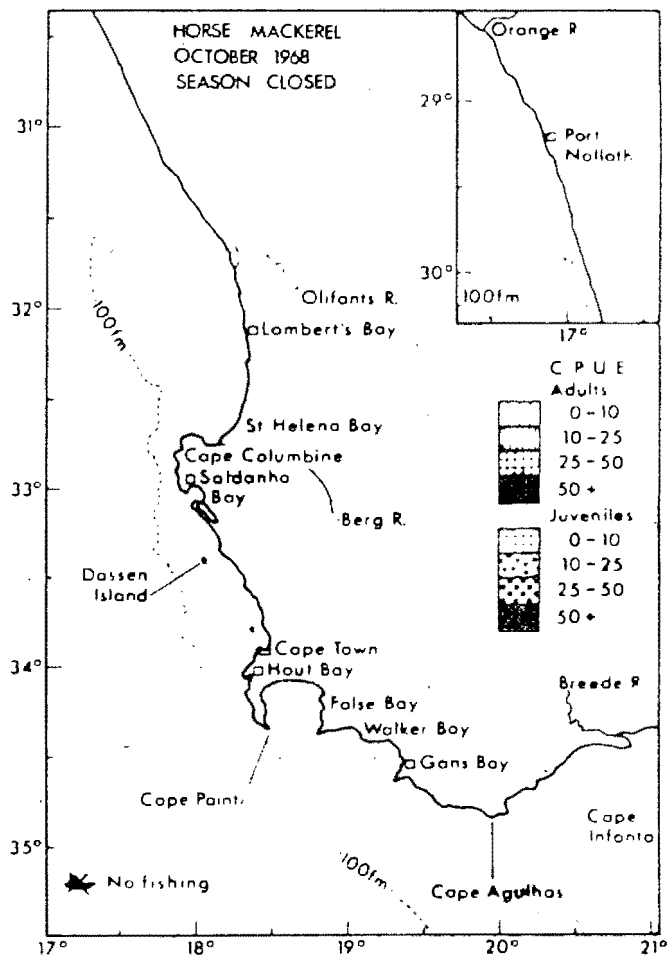 HORSE MACKEREL
OCTOBER 1968
SEASON CLOSED
Orange R
29°
Port
Nolloth
30°
100fm
17°
31°
32°
33°
34°
35°
100fm
Olifants R.
Lambert's Bay
St Helena Bay
Cape Columbine
Saldanha
Bay
Berg R.
Dassen
Island
Cape Town
Hout Bay
False Bay
Walker Bay
Gans Bay
Breede R
Cape Point
Cape
Infanta
Cape Agulhas
100fm
No fishing
C P U E
Adults
0-10
10-25
25-50
50+
Juveniles
0-10
10-25
25-50
50+
17° 18° 19° 20° 21°